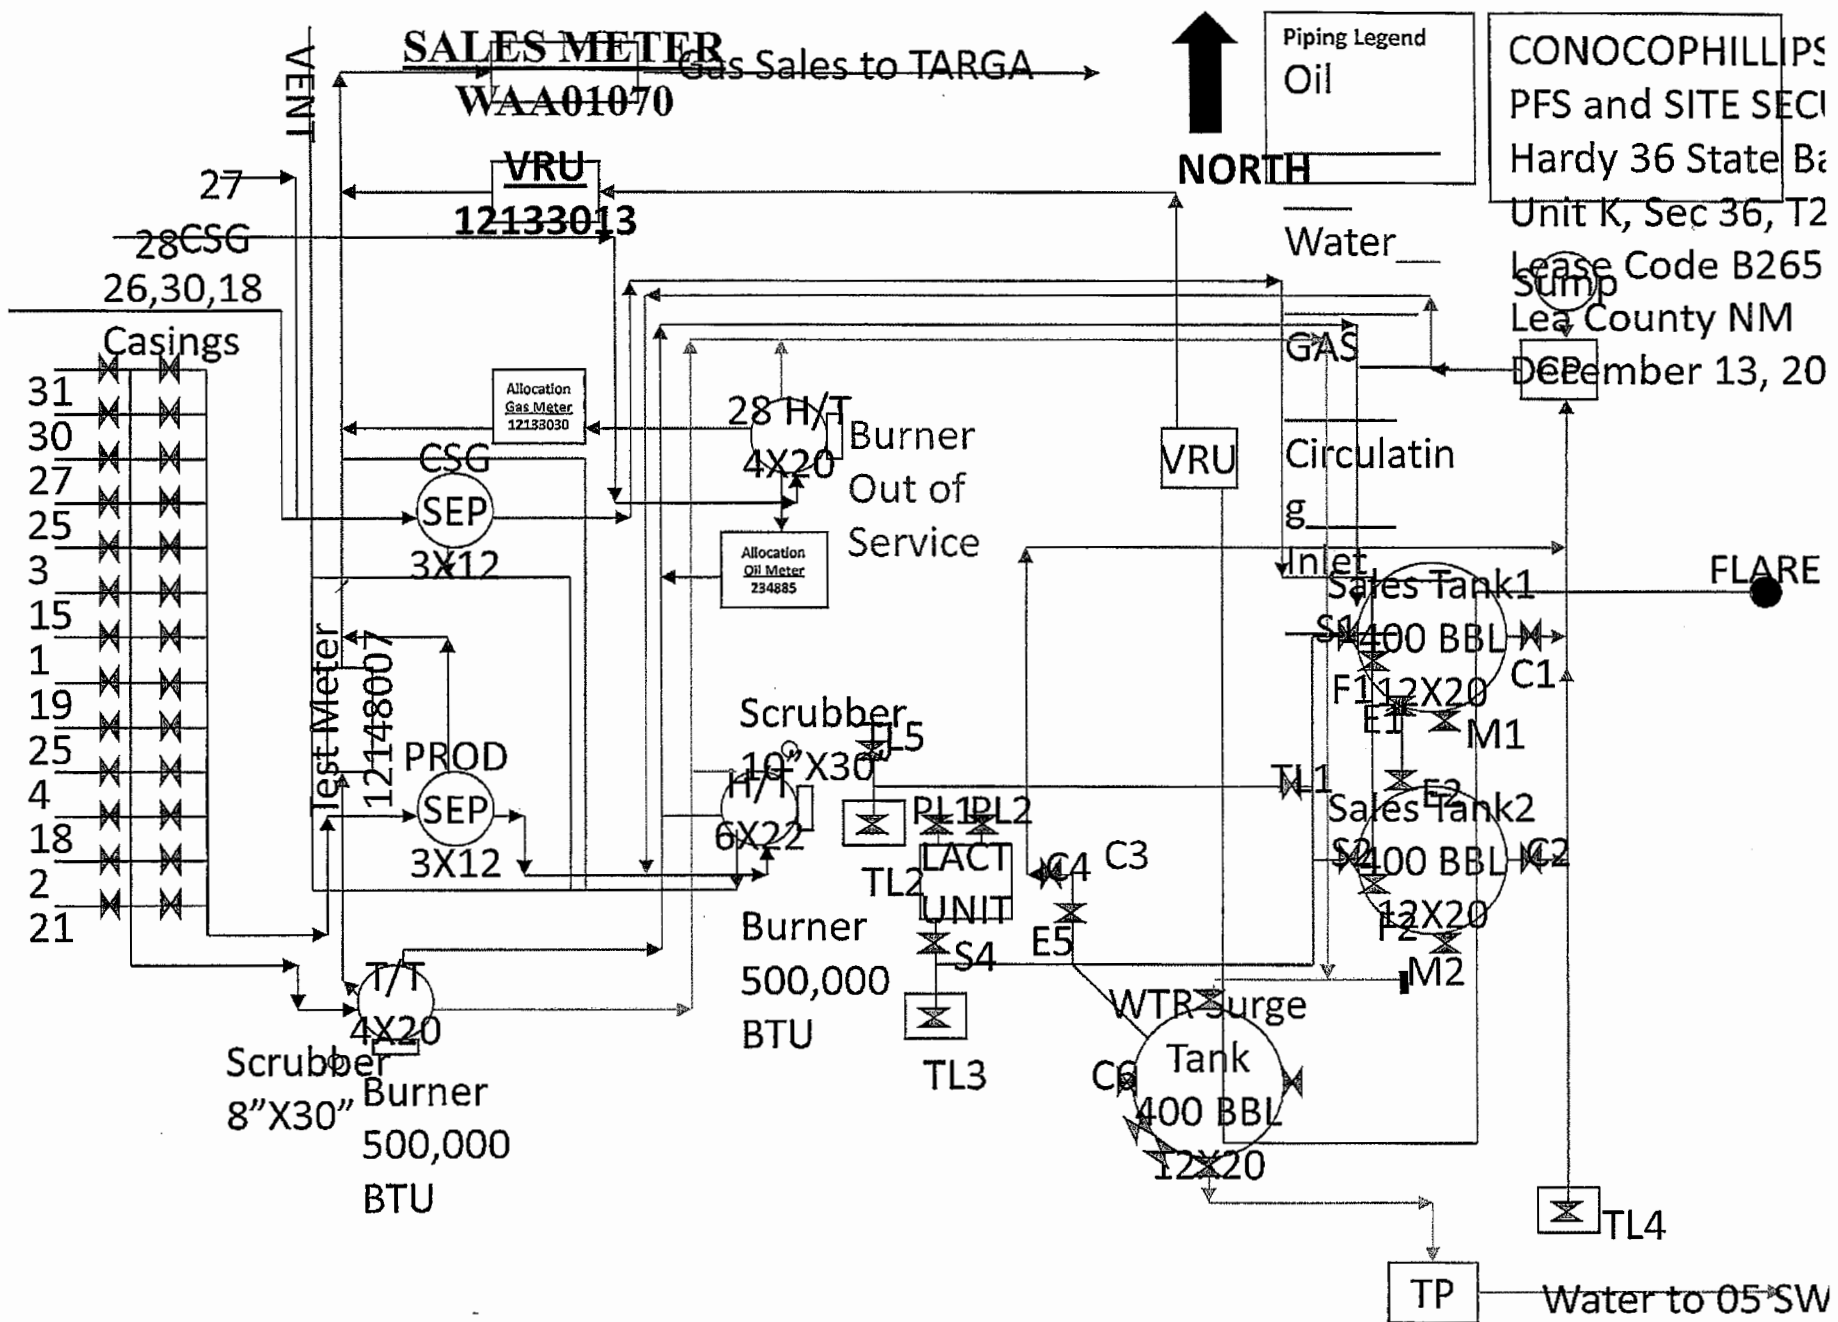 VENT
SALES METER
WAA01070
Gas Sales to TARGA
NORTH
Piping Legend
Oil
Water
GAS
Circulatin
g
Inlet
CONOCOPHILLIPS
PFS and SITE SECU
Hardy 36 State Ba
Unit K, Sec 36, T2
Lease Code B265
Lea County NM
December 13, 20
Sump
CP
27
VRU
12133013
28CSG
26,30,18
Casings
31
30
27
25
3
15
1
19
25
4
18
2
21
Allocation
Gas Meter
12133030
28 H/T
4X20
Burner
Out of
Service
CSG
SEP
3X12
Allocation
Oil Meter
234885
VRU
FLARE
Sales Tank1
S1
400 BBL
12X20
F1
E1
C1
M1
Test Meter
12148007
PROD
SEP
3X12
Scrubber
10"X30"
H/T
6X22
TL5
TL1
TL2
PL1
PL2
LACT
UNIT
C4
C3
E5
S4
TL3
E2
Sales Tank2
S2
400 BBL
12X20
C2
F2
M2
Burner
500,000
BTU
T/T
4X20
Scrubber
8"X30"
Burner
500,000
BTU
WTR Surge
Tank
400 BBL
12X20
C6
TL4
TP
Water to 05 SW